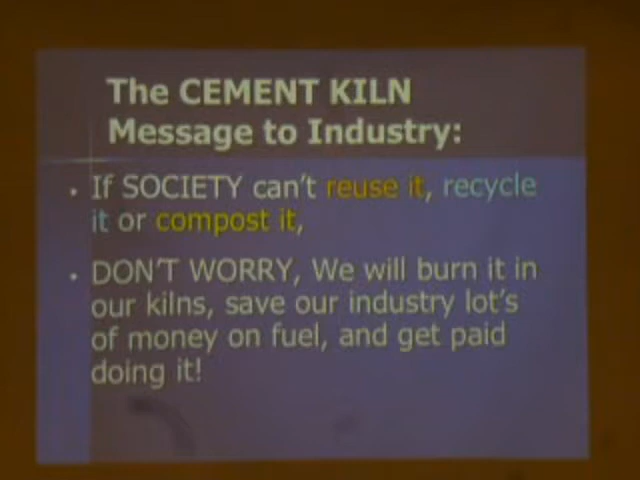 The CEMENT KILN
Message to Industry:
If SOCIETY can't reuse it, recycle
it or compost it,
DON'T WORRY, We will burn it in
our kilns, save our industry lot's
of money on fuel, and get paid
doing it!